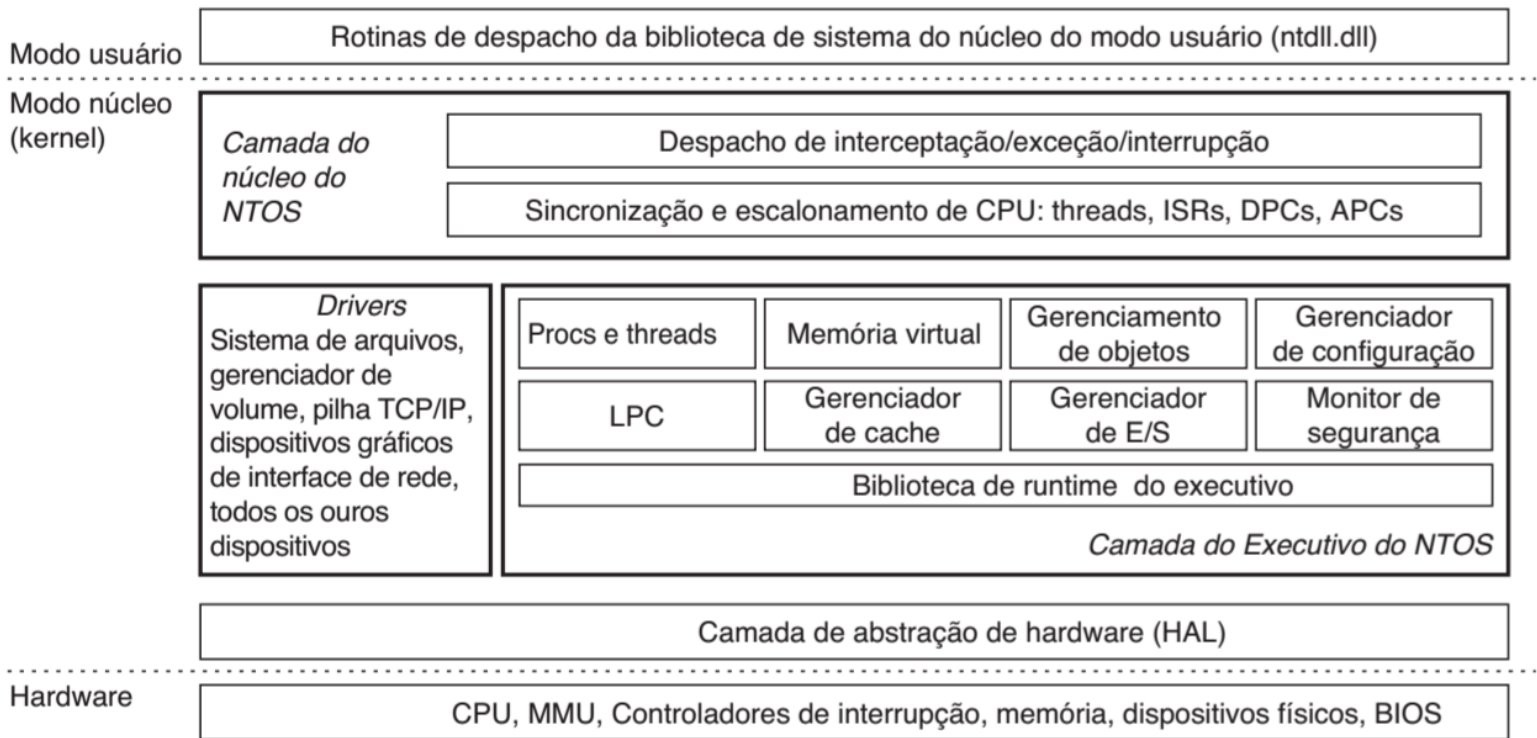 Modo usuário
Rotinas de despacho da biblioteca de sistema do núcleo do modo usuário (ntdll.dll)
Modo núcleo
(kernel)
Camada do
núcleo do
NTOS
Despacho de interceptação/exceção/interrupção
Sincronização e escalonamento de CPU: threads, ISRs, DPCs, APCs
Drivers
Sistema de arquivos,
gerenciador de
volume, pilha TCP/IP,
dispositivos gráficos
de interface de rede,
todos os ouros
dispositivos
Procs e threads
Memória virtual
Gerenciamento
de objetos
Gerenciador
de configuração
LPC
Gerenciador
de cache
Gerenciador
de E/S
Monitor de
segurança
Biblioteca de runtime do executivo
Camada do Executivo do NTOS
Camada de abstração de hardware (HAL)
Hardware
CPU, MMU, Controladores de interrupção, memória, dispositivos físicos, BIOS